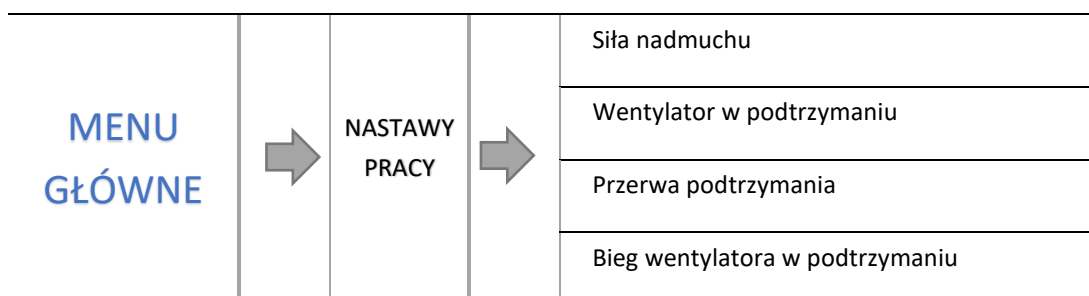 MENU
GŁÓWNE
NASTAWY
PRACY
Siła nadmuchu
Wentylator w podtrzymaniu
Przerwa podtrzymania
Bieg wentylatora w podtrzymaniu